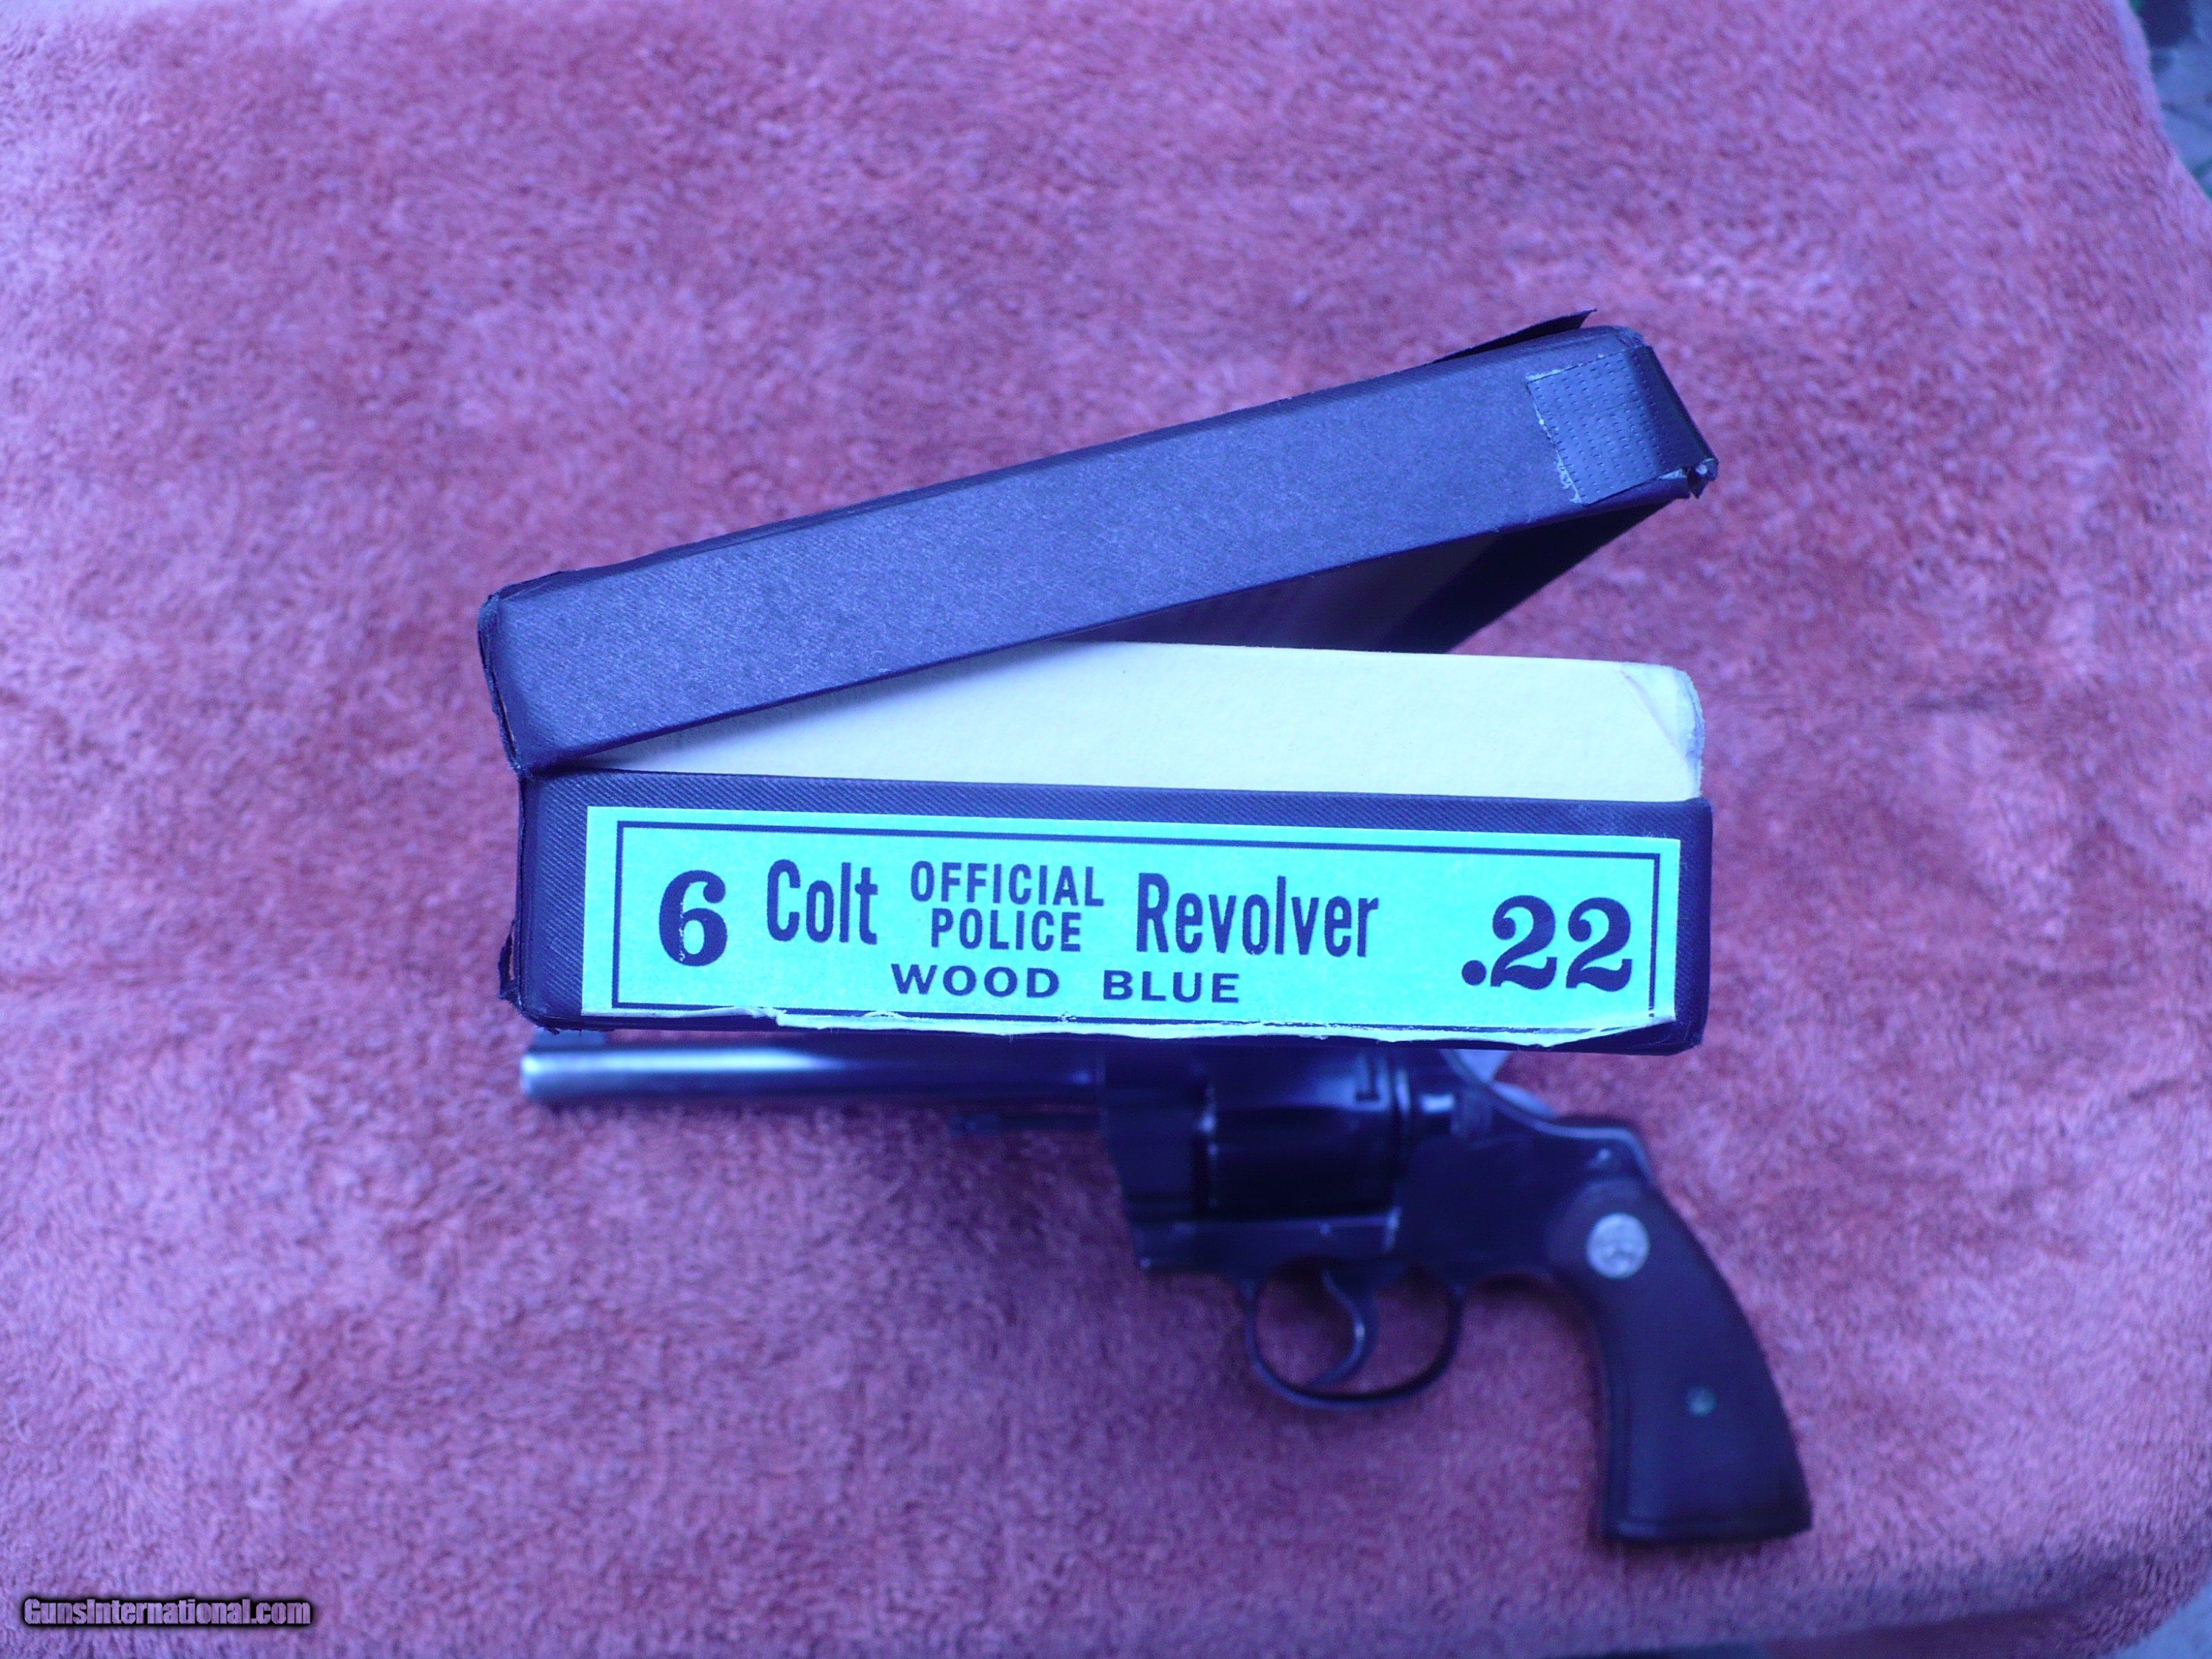 6 Colt OFFICIAL POLICE Revolver .22
WOOD BLUE
GunsInternational.com